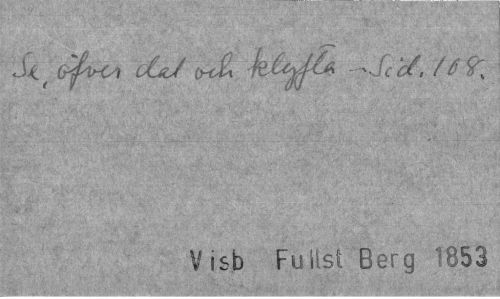 Se, öfver dal och klyfta – Sid. 108.
Visb Fullst Berg 1853